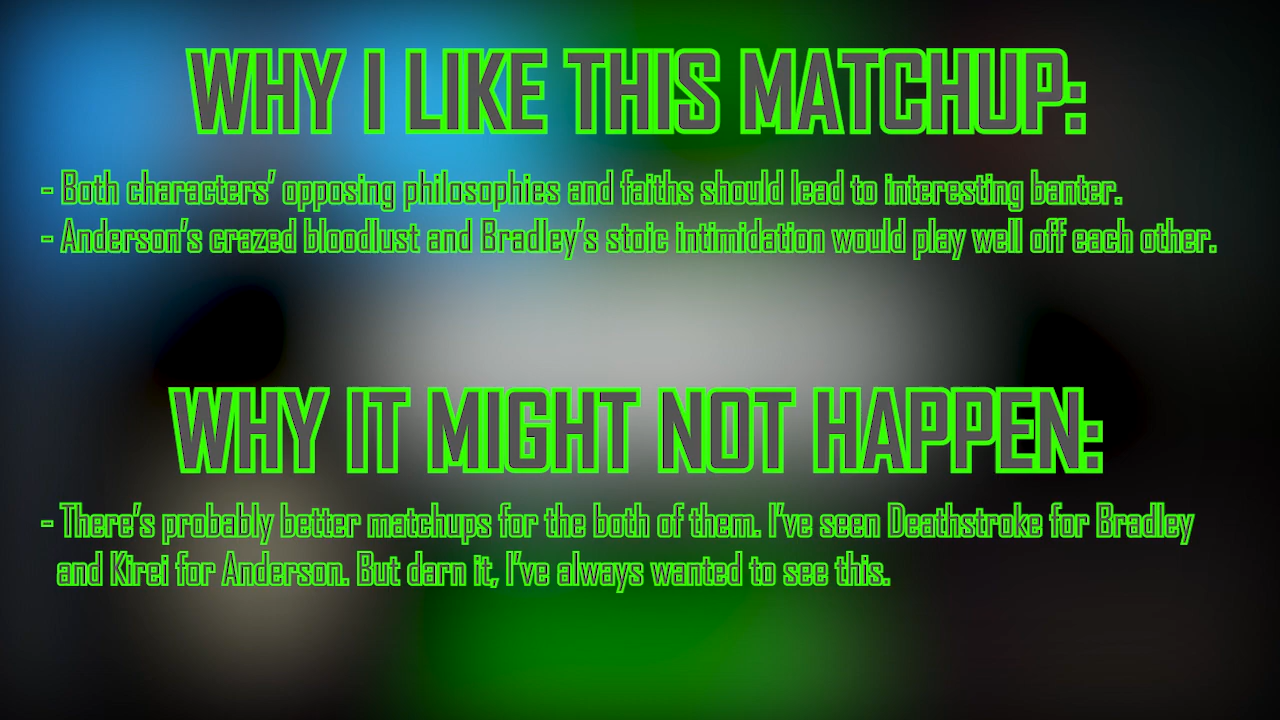 WHY I LIKE THIS MATCHUP:
- Both characters' opposing philosophies and faiths should lead to interesting banter.
- Anderson's crazed bloodlust and Bradley's stoic intimidation would play well off each other.
WHY IT MIGHT NOT HAPPEN:
- There's probably better matchups for the both of them. I've seen Deathstroke for Bradley
and Kirei for Anderson. But darn it, I've always wanted to see this.